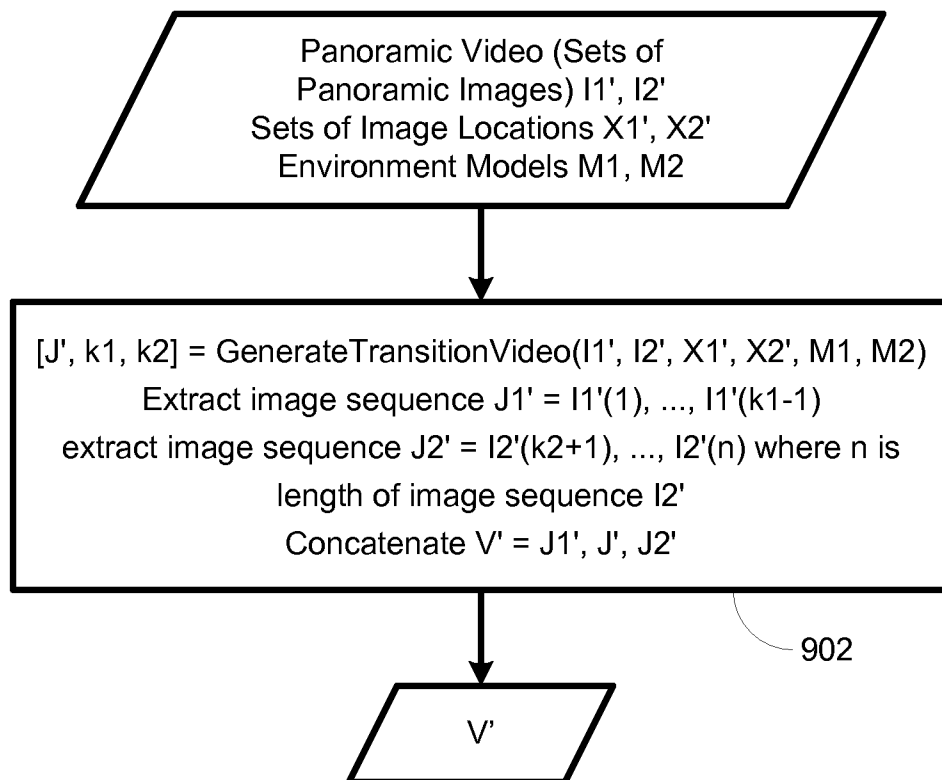 Panoramic Video (Sets of
Panoramic Images) I1', I2'
Sets of Image Locations X1', X2'
Environment Models M1, M2
[J', k1, k2] = GenerateTransitionVideo(I1', I2', X1', X2', M1, M2)
Extract image sequence J1' = I1'(1), ..., I1'(k1-1)
extract image sequence J2' = I2'(k2+1), ..., I2'(n) where n is
length of image sequence I2'
Concatenate V' = J1', J', J2'
902
V’